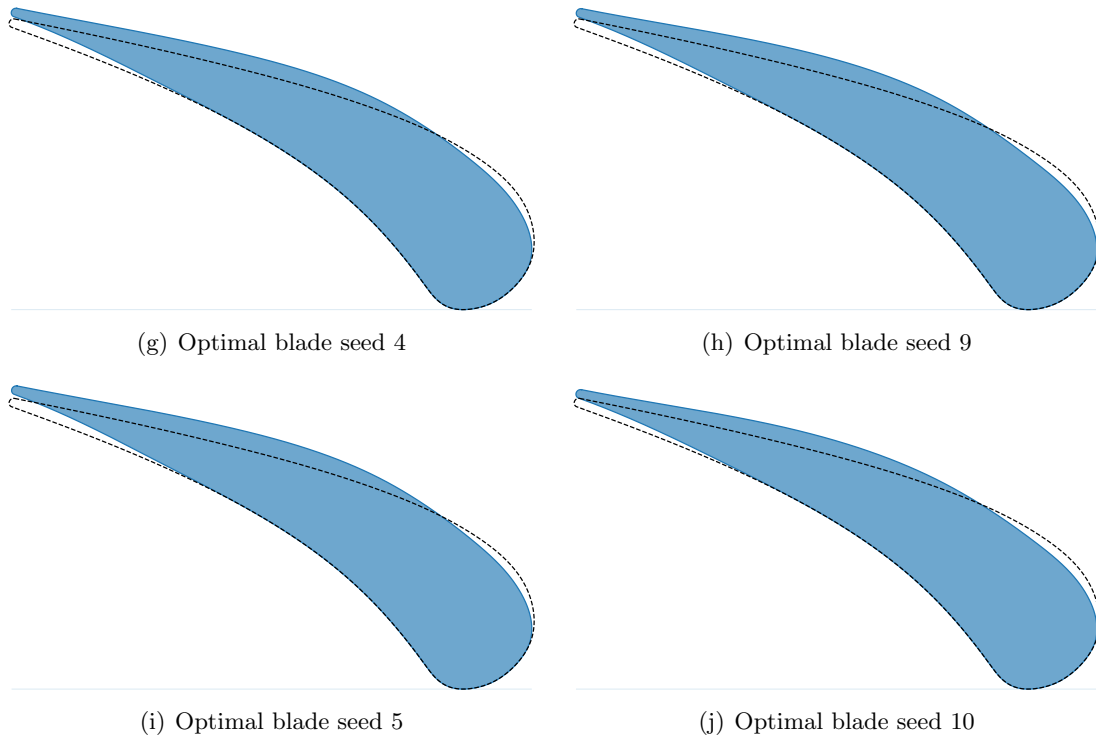 (g) Optimal blade seed 4
(h) Optimal blade seed 9
(i) Optimal blade seed 5
(j) Optimal blade seed 10